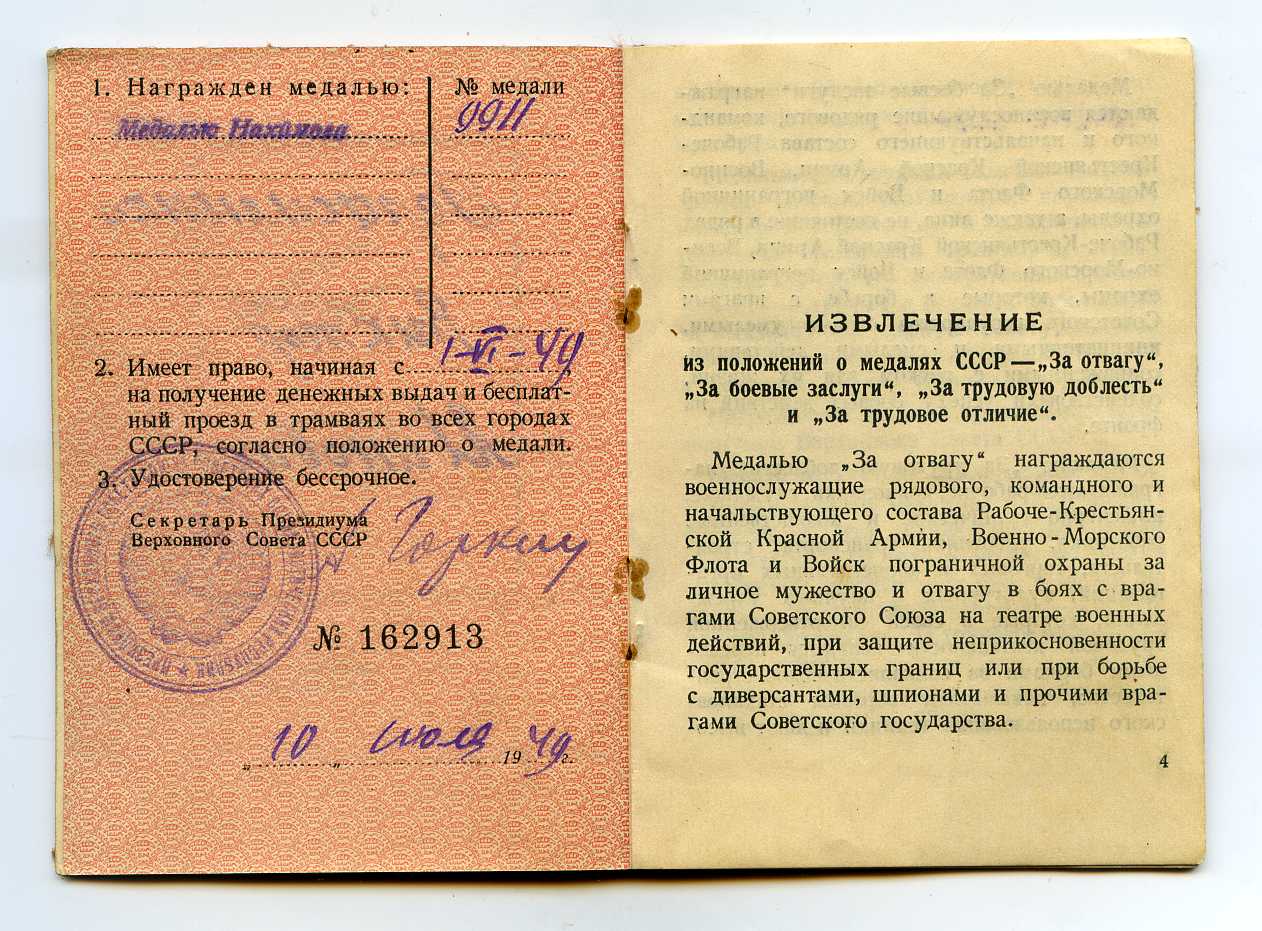 1. Награжден медалью:
№ медали
Медалью Нахимова
9911
2. Имеет право, начиная с 1-VI-49
на получение денежных выдач и бесплат-
ный проезд в трамваях во всех городах
СССР, согласно положению о медали.
3. Удостоверение бессрочное.
Секретарь Президиума
Верховного Совета СССР
Горкин
№ 162913
„10„ июля 1949 г.
ИЗВЛЕЧЕНИЕ
из положений о медалях СССР—„За отвагу“,
„За боевые заслуги“, „За трудовую доблесть“
и „За трудовое отличие“.
Медалью „За отвагу“ награждаются
военнослужащие рядового, командного и
начальствующего состава Рабоче-Крестьян-
ской Красной Армии, Военно-Морского
Флота и Войск пограничной охраны за
личное мужество и отвагу в боях с вра-
гами Советского Союза на театре военных
действий, при защите неприкосновенности
государственных границ или при борьбе
с диверсантами, шпионами и прочими вра-
гами Советского государства.
4